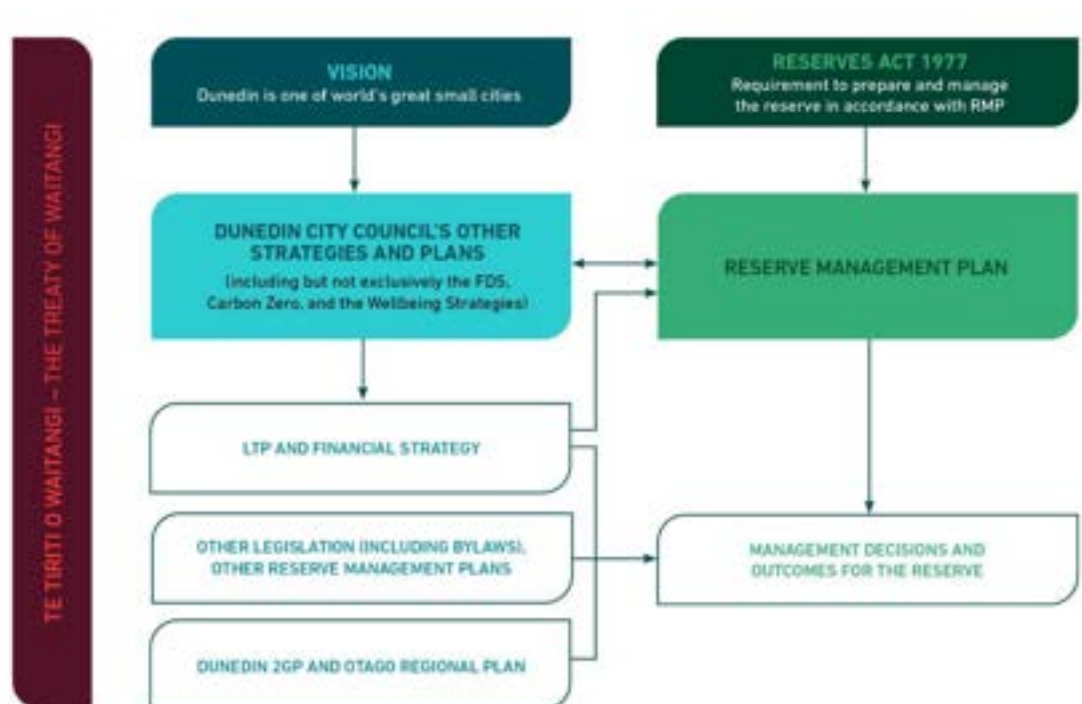 TE TIRITI O WAITANGI – THE TREATY OF WAITANGI
VISION
Dunedin is one of world's great small cities
RESERVES ACT 1977
Requirement to prepare and manage
the reserve in accordance with RMP
DUNEDIN CITY COUNCIL'S OTHER
STRATEGIES AND PLANS
(including but not exclusively the FDS,
Carbon Zero, and the Wellbeing Strategies)
RESERVE MANAGEMENT PLAN
LTP AND FINANCIAL STRATEGY
OTHER LEGISLATION (INCLUDING BYLAWS),
OTHER RESERVE MANAGEMENT PLANS
MANAGEMENT DECISIONS AND
OUTCOMES FOR THE RESERVE
DUNEDIN 2GP AND OTAGO REGIONAL PLAN